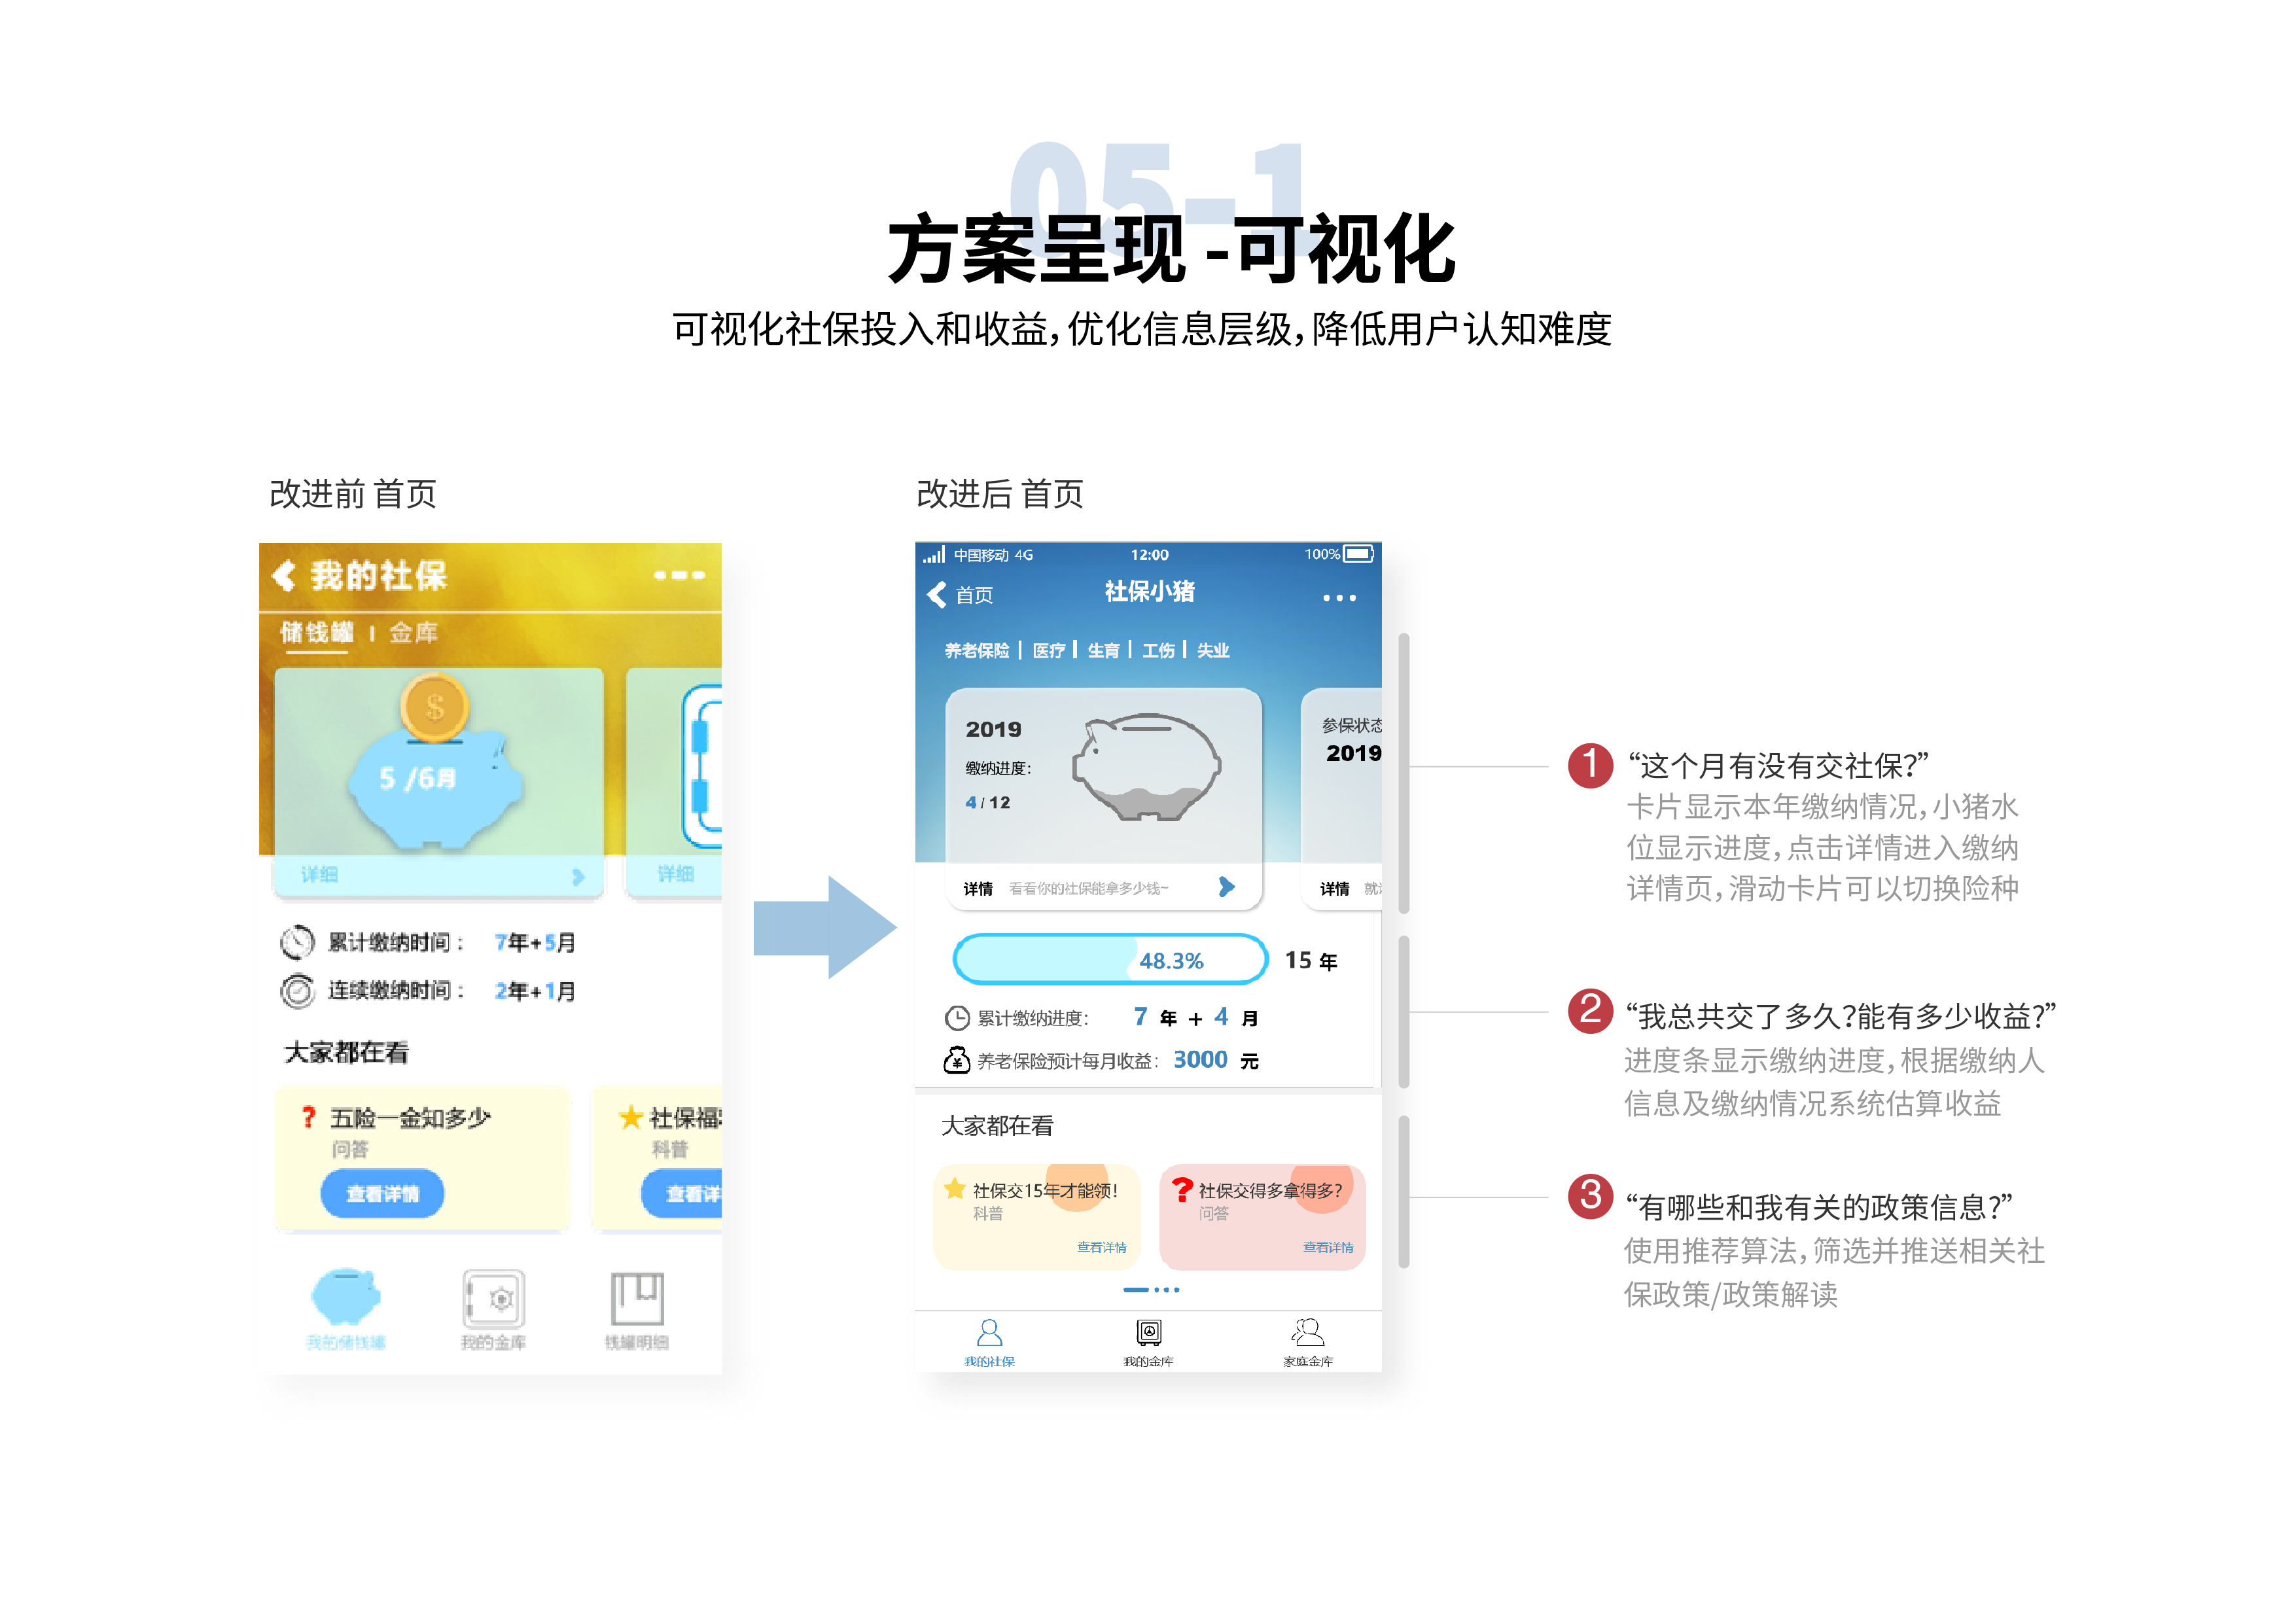 05-1
方案呈现 -可视化
可视化社保投入和收益，优化信息层级，降低用户认知难度
改进前 首页
我的社保
储钱罐 | 金库
$
5 /6月
详细
详细
累计缴纳时间： 7年+5月
连续缴纳时间： 2年+1月
大家都在看
? 五险一金知多少
问答
查看详情
社保福
科普
查看详
我的储钱罐
我的金库
钱罐明细
改进后 首页
中国移动 4G
12:00
100%
首页
社保小猪
养老保险 | 医疗 | 生育 | 工伤 | 失业
2019
缴纳进度：
4 / 12
详情 看看你的社保能拿多少钱~
参保状态
2019
详情 就
48.3%
15 年
累计缴纳进度： 7 年 + 4 月
¥ 养老保险预计每月收益： 3000 元
大家都在看
社保交15年才能领！
科普
查看详情
? 社保交得多拿得多？
问答
查看详情
我的社保
我的金库
家庭金库
1 “这个月有没有交社保？”
卡片显示本年缴纳情况，小猪水
位显示进度，点击详情进入缴纳
详情页，滑动卡片可以切换险种
2 “我总共交了多久？能有多少收益？”
进度条显示缴纳进度，根据缴纳人
信息及缴纳情况系统估算收益
3 “有哪些和我有关的政策信息？”
使用推荐算法，筛选并推送相关社
保政策/政策解读